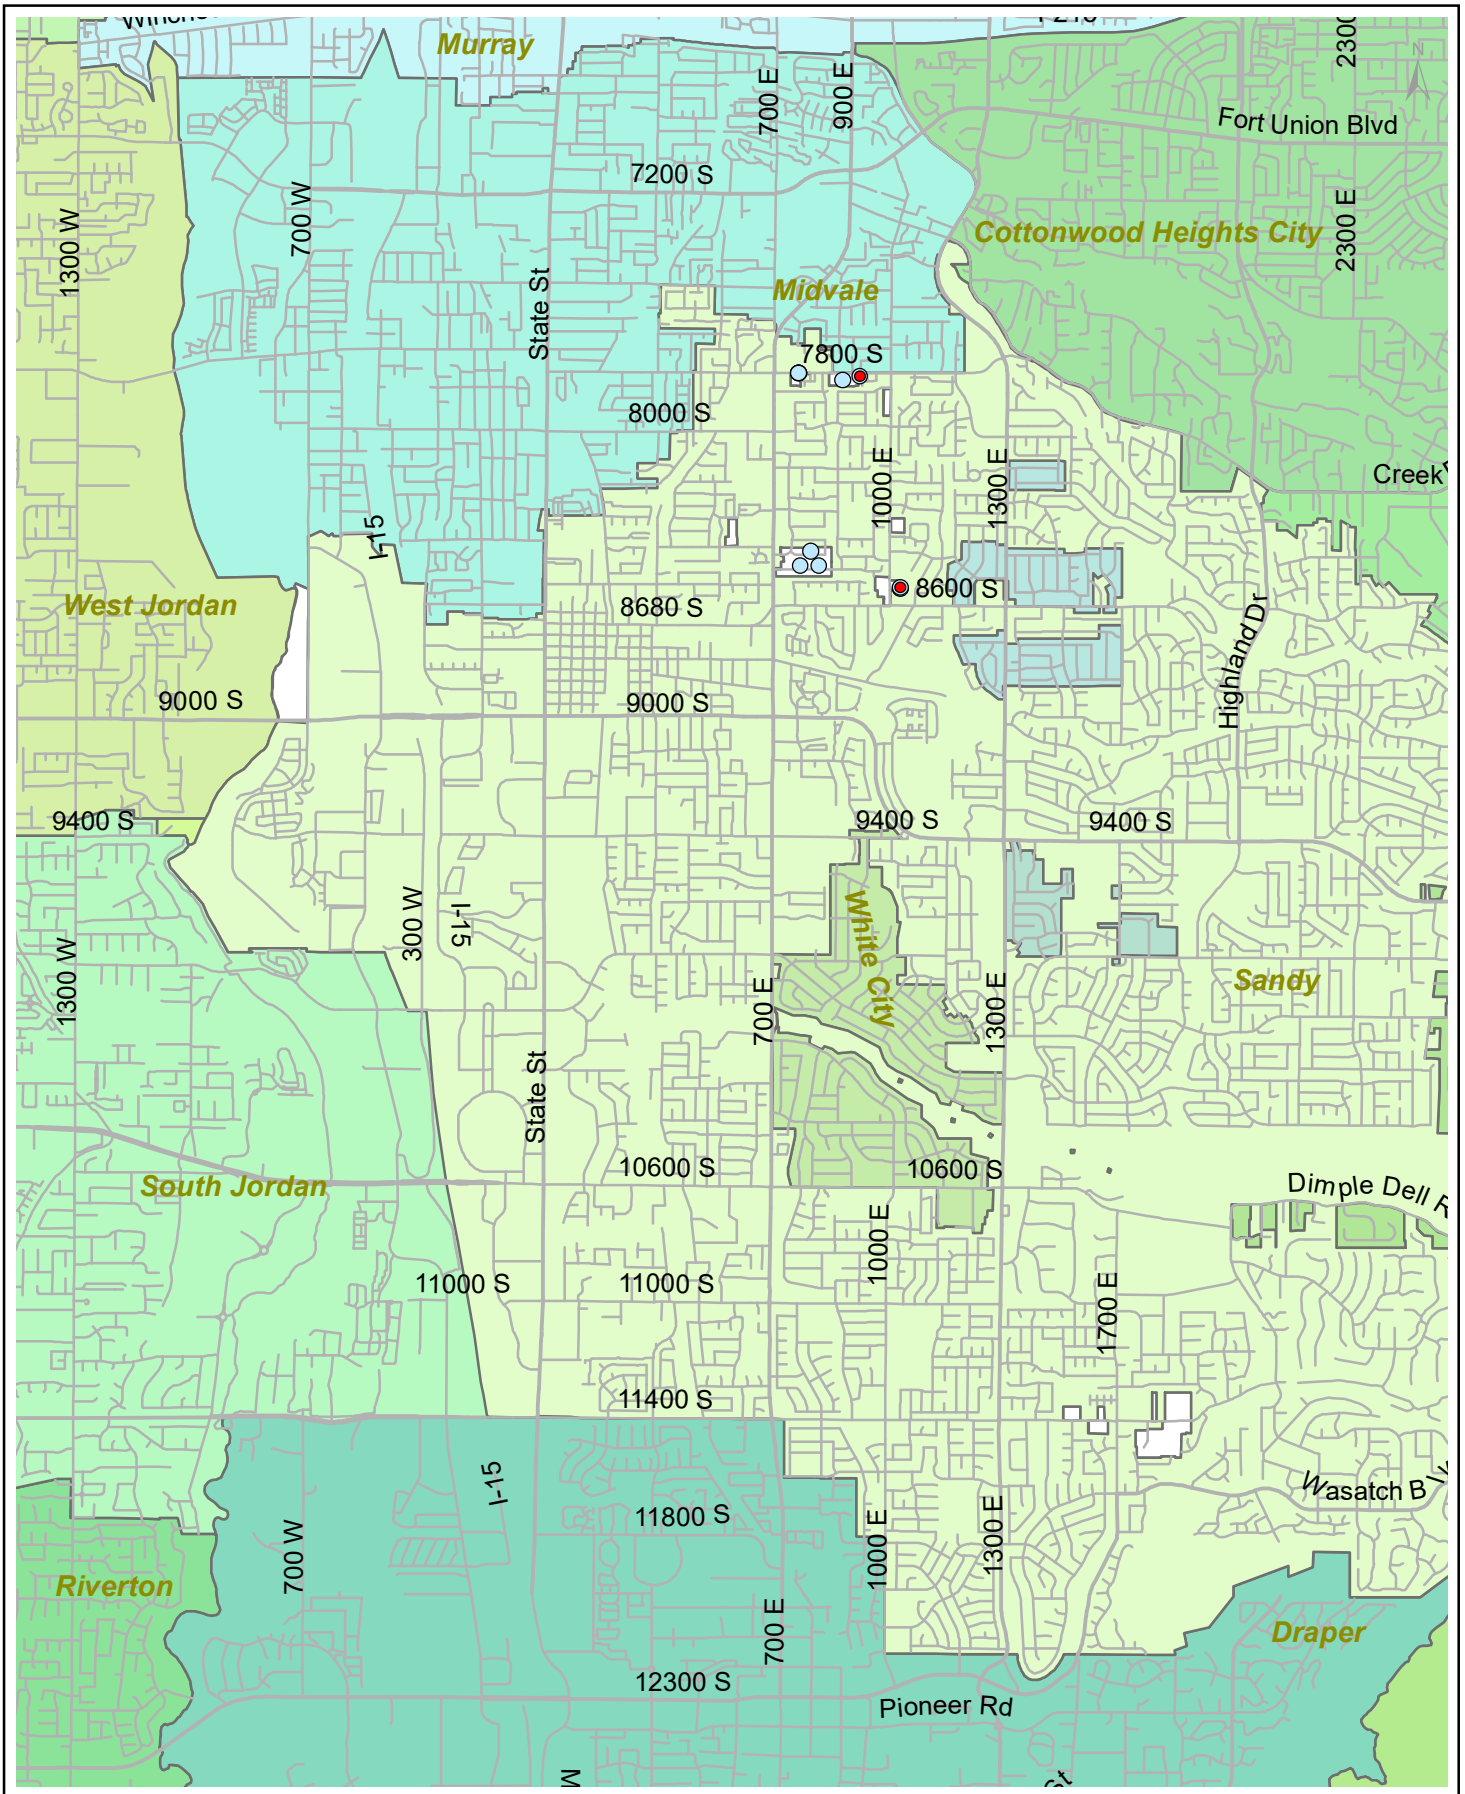 Murray
2300
N
700 E
900 E
Fort Union Blvd
7200 S
1300 W
700 W
2300 E
Cottonwood Heights City
State St
Midvale
7800 S
8000 S
1000 E
1300 E
Creek
I-15
8600 S
West Jordan
8680 S
Highland Dr
9000 S
9000 S
9400 S
9400 S
9400 S
300 W
I-15
White City
1300 W
700 E
1300 E
Sandy
State St
10600 S
10600 S
South Jordan
Dimple Dell R
1000 E
11000 S
11000 S
1700 E
11400 S
I-15
Wasatch B
11800 S
700 W
1000 E
1300 E
Riverton
700 E
Draper
12300 S
Pioneer Rd
M
St